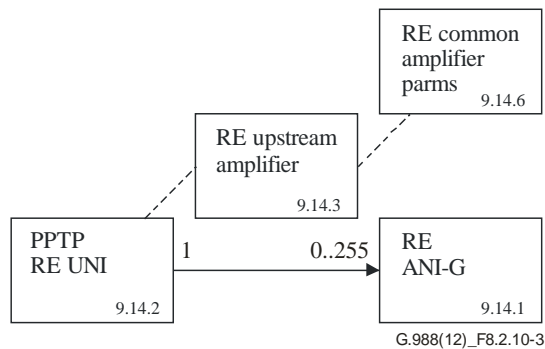 RE common
amplifier
parms
9.14.6
RE upstream
amplifier
9.14.3
PPTP
RE UNI
9.14.2
1
0..255
RE
ANI-G
9.14.1
G.988(12)_F8.2.10-3